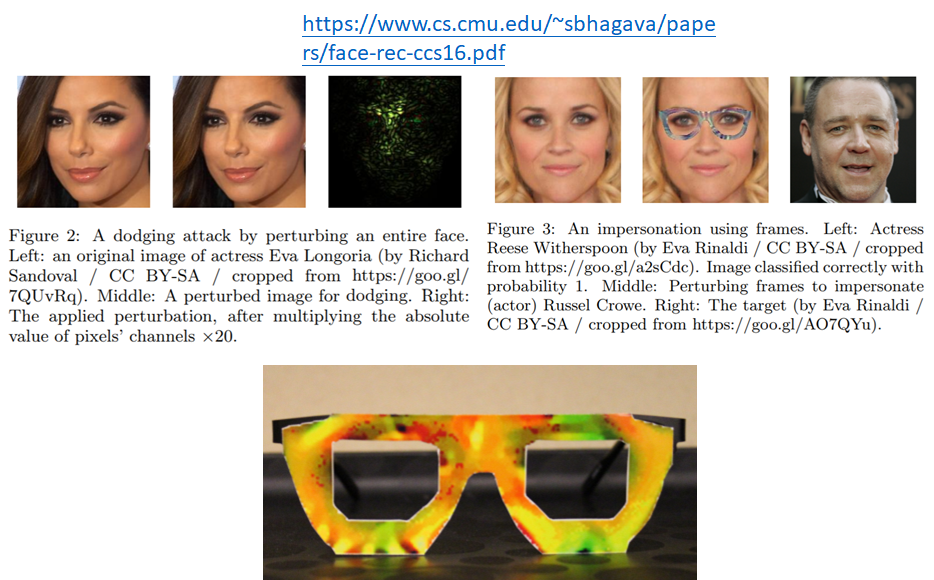 https://www.cs.cmu.edu/~sbhagava/pape
rs/face-rec-ccs16.pdf
Figure 2: A dodging attack by perturbing an entire face.
Left: an original image of actress Eva Longoria (by Richard
Sandoval / CC BY-SA / cropped from https://goo.gl/
7QUvRq). Middle: A perturbed image for dodging. Right:
The applied perturbation, after multiplying the absolute
value of pixels' channels ×20.
Figure 3: An impersonation using frames. Left: Actress
Reese Witherspoon (by Eva Rinaldi / CC BY-SA / cropped
from https://goo.gl/a2sCdc). Image classified correctly with
probability 1. Middle: Perturbing frames to impersonate
(actor) Russel Crowe. Right: The target (by Eva Rinaldi /
CC BY-SA / cropped from https://goo.gl/AO7QYu).